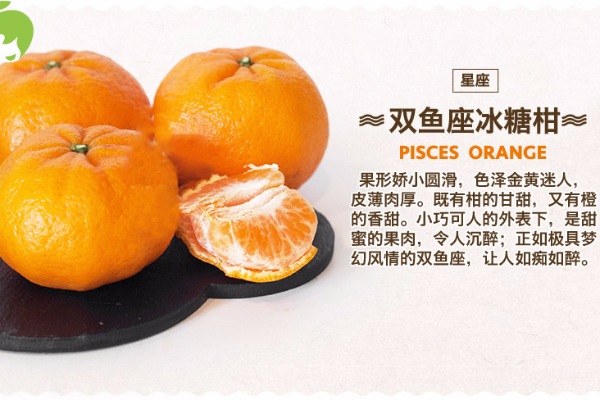 星座
双鱼座冰糖柑
PISCES ORANGE
果形娇小圆滑，色泽金黄迷人，
皮薄肉厚。既有柑的甘甜，又有橙
的香甜。小巧可人的外表下，是甜
蜜的果肉，令人沉醉；正如极具梦
幻风情的双鱼座，让人如痴如醉。